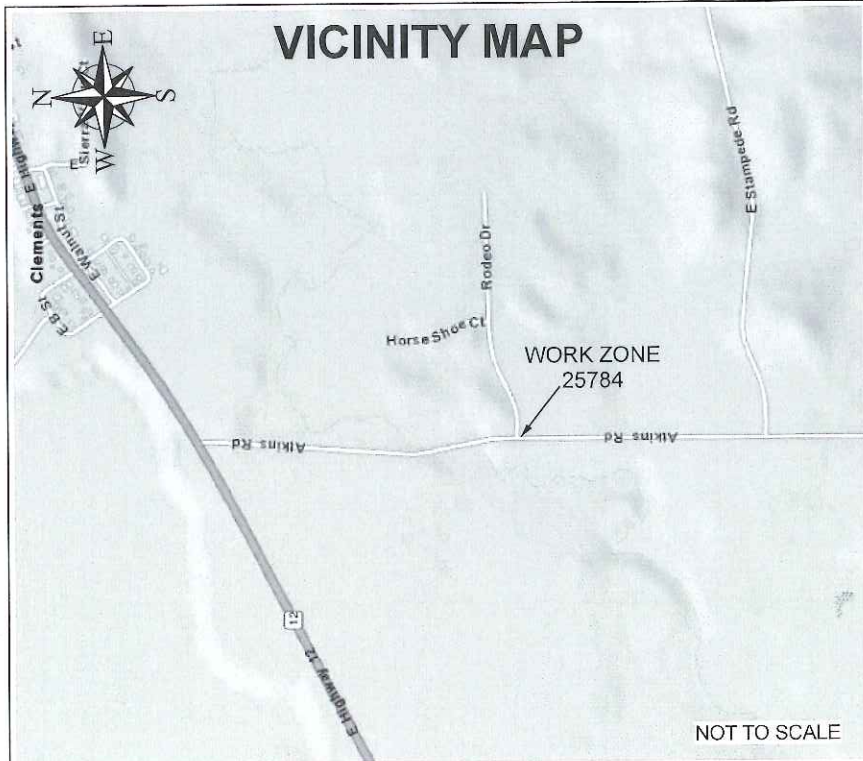 VICINITY MAP
N
E
S
W
E Highway
Clements
E Walnut St
E B St
E Stampede Rd
Rodeo Dr
Horse Shoe Ct
WORK ZONE
25784
Atkins Rd
Atkins Rd
12
E Highway 12
NOT TO SCALE